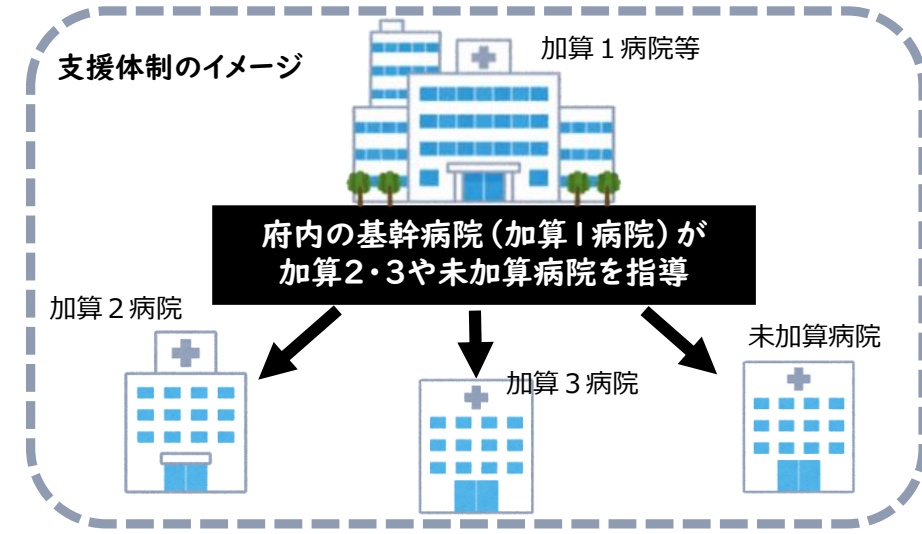 支援体制のイメージ
加算１病院等
府内の基幹病院（加算１病院）が
加算２・３や未加算病院を指導
加算２病院
加算３病院
未加算病院